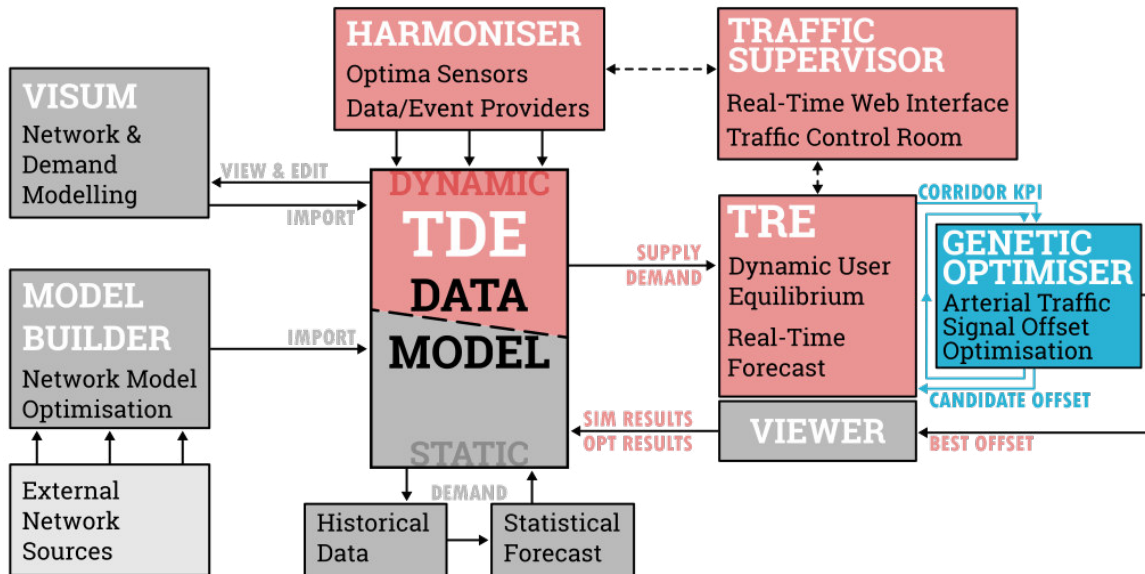 HARMONISER
Optima Sensors
Data/Event Providers
TRAFFIC
SUPERVISOR
Real-Time Web Interface
Traffic Control Room
VISUM
Network &
Demand
Modelling
VIEW & EDIT
IMPORT
DYNAMIC
TDE
DATA
MODEL
STATIC
SUPPLY
DEMAND
TRE
Dynamic User
Equilibrium
Real-Time
Forecast
CORRIDOR KPI
GENETIC
OPTIMISER
Arterial Traffic
Signal Offset
Optimisation
CANDIDATE OFFSET
MODEL
BUILDER
Network Model
Optimisation
IMPORT
SIM RESULTS
OPT RESULTS
VIEWER
BEST OFFSET
External
Network
Sources
DEMAND
Historical
Data
Statistical
Forecast